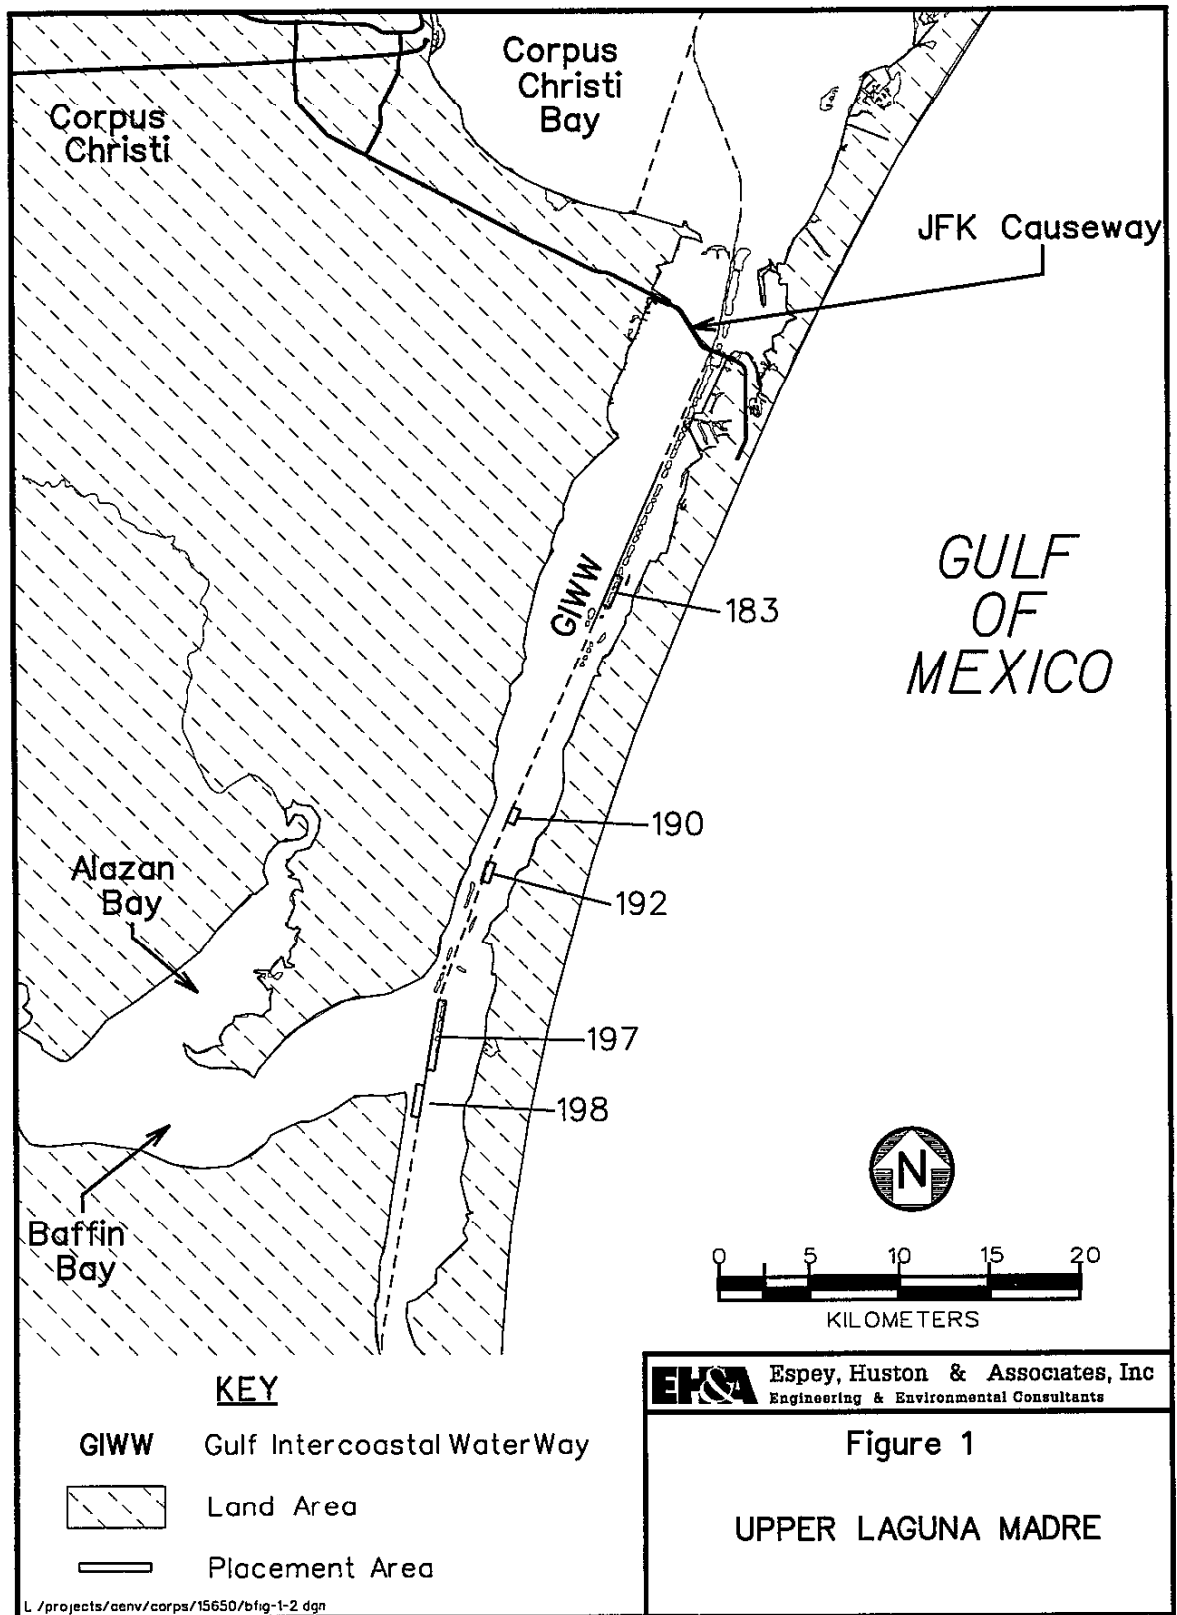 Corpus
Christi
Bay
Corpus
Christi
JFK Causeway
GULF
OF
MEXICO
GIWW
183
190
192
Alazan
Bay
197
198
Baffin
Bay
N
0 5 10 15 20
KILOMETERS
KEY
GIWW Gulf Intercoastal WaterWay
Land Area
Placement Area
EH&A Espey, Huston & Associates, Inc
Engineering & Environmental Consultants
Figure 1
UPPER LAGUNA MADRE
L /projects/aenv/corps/15650/bfig-1-2 dgn